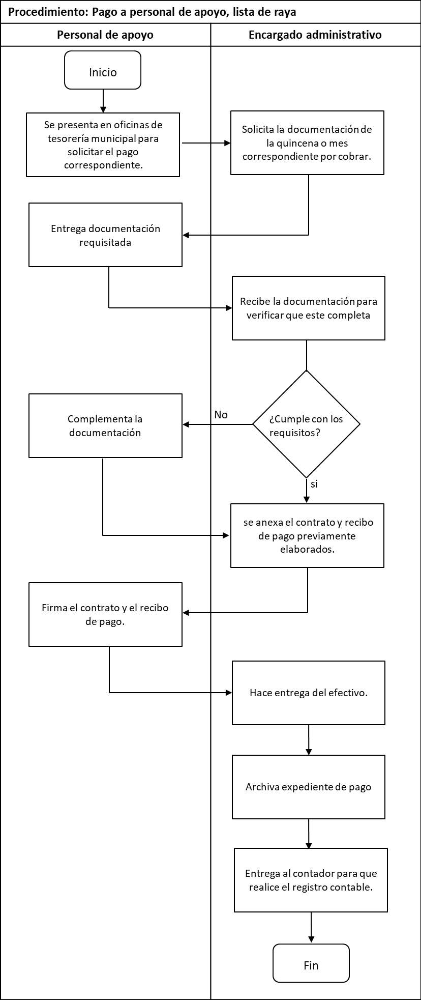 Procedimiento: Pago a personal de apoyo, lista de raya
Personal de apoyo
Encargado administrativo
Inicio
Se presenta en oficinas de
tesorería municipal para
solicitar el pago
correspondiente.
Solicita la documentación de
la quincena o mes
correspondiente por cobrar.
Entrega documentación
requisitada
Recibe la documentación para
verificar que este completa
¿Cumple con los
requisitos?
No
Complementa la
documentación
si
se anexa el contrato y recibo
de pago previamente
elaborados.
Firma el contrato y el recibo
de pago.
Hace entrega del efectivo.
Archiva expediente de pago
Entrega al contador para que
realice el registro contable.
Fin